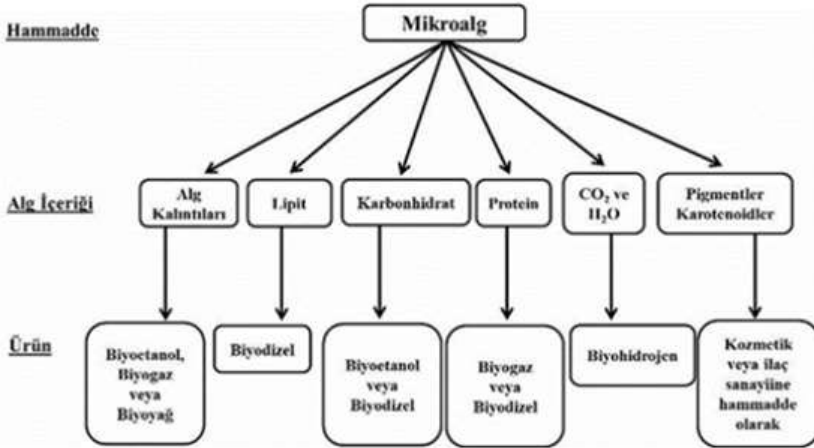 Hammadde
Mikroalg
Alg İçeriği
Alg
Kalıntıları
Lipit
Karbonhidrat
Protein
CO₂ ve
H₂O
Pigmentler
Karotenoidler
Ürün
Biyoetanol,
Biyogaz
veya
Biyoyağ
Biyodizel
Biyoetanol
veya
Biyodizel
Biyogaz
veya
Biyodizel
Biyohidrojen
Kozmetik
veya ilaç
sanayiine
hammadde
olarak